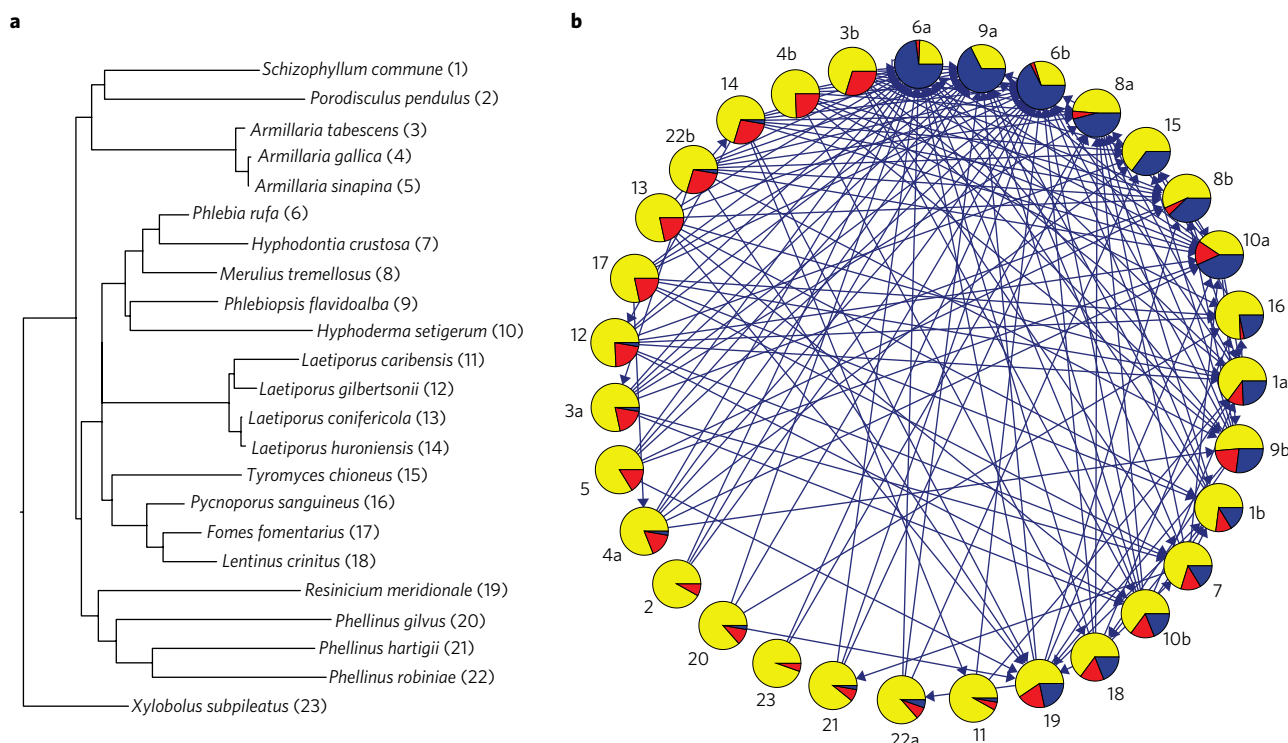 a
Schizophyllum commune (1)
Porodisculus pendulus (2)
Armillaria tabescens (3)
Armillaria gallica (4)
Armillaria sinapina (5)
Phlebia rufa (6)
Hyphodontia crustosa (7)
Merulius tremellosus (8)
Phlebiopsis flavidoalba (9)
Hyphoderma setigerum (10)
Laetiporus caribensis (11)
Laetiporus gilbertsonii (12)
Laetiporus conifericola (13)
Laetiporus huroniensis (14)
Tyromyces chioneus (15)
Pycnoporus sanguineus (16)
Fomes fomentarius (17)
Lentinus crinitus (18)
Resinicium meridionale (19)
Phellinus gilvus (20)
Phellinus hartigii (21)
Phellinus robiniae (22)
Xylobolus subpileatus (23)
b
6a
9a
6b
8a
15
8b
10a
16
1a
9b
1b
7
10b
18
19
11
22a
21
23
20
2
4a
5
3a
12
17
13
22b
14
4b
3b